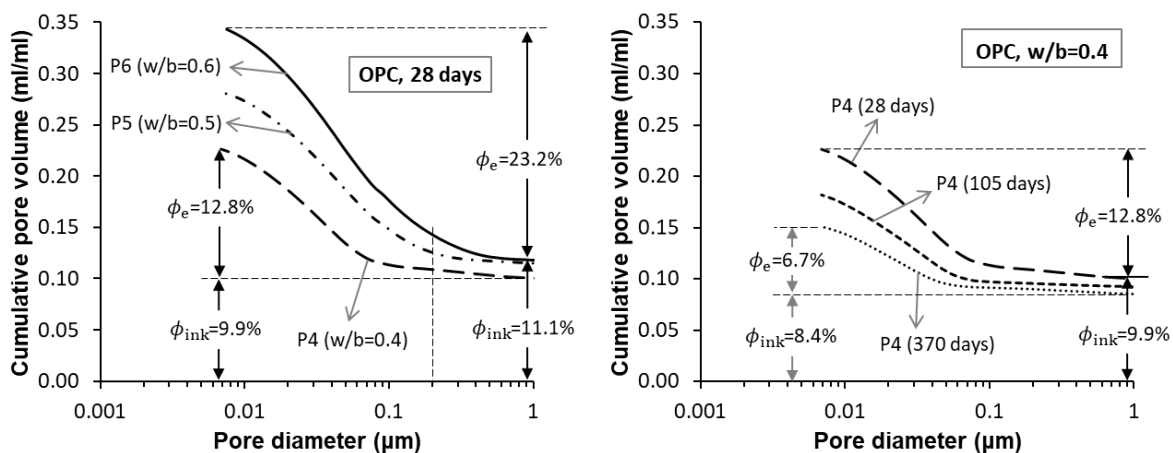 Cumulative pore volume (ml/ml)
0.35
0.30
0.25
0.20
0.15
0.10
0.05
0.00
P6 (w/b=0.6)
OPC, 28 days
P5 (w/b=0.5)
ϕe=23.2%
ϕe=12.8%
ϕink=9.9%
P4 (w/b=0.4)
ϕink=11.1%
0.001
0.01
0.1
1
Pore diameter (μm)
Cumulative pore volume (ml/ml)
0.35
0.30
0.25
0.20
0.15
0.10
0.05
0.00
OPC, w/b=0.4
P4 (28 days)
P4 (105 days)
ϕe=12.8%
ϕe=6.7%
ϕink=8.4%
P4 (370 days)
ϕink=9.9%
0.001
0.01
0.1
1
Pore diameter (μm)